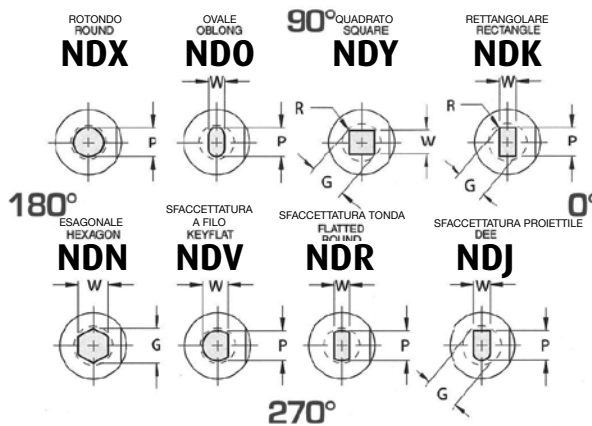 90°
ROTONDO
ROUND
NDX
OVALE
OBLONG
NDO
QUADRATO
SQUARE
NDY
RETTANGOLARE
RECTANGLE
NDK
P
W
P
R
W
G
W
R
P
G
180°
0°
ESAGONALE
HEXAGON
NDN
SFACCETTATURA
A FILO
KEYFLAT
NDV
SFACCETTATURA TONDA
FLATTED
ROUND
NDR
SFACCETTATURA PROIETTILE
DEE
NDJ
W
G
W
P
W
P
W
P
G
270°